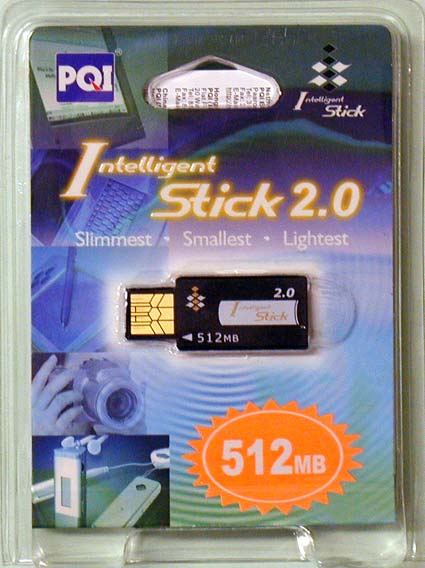 PQI
Intelligent
Stick
Intelligent
Stick 2.0
Slimmest • Smallest • Lightest
2.0
Intelligent
Stick
512MB
512MB